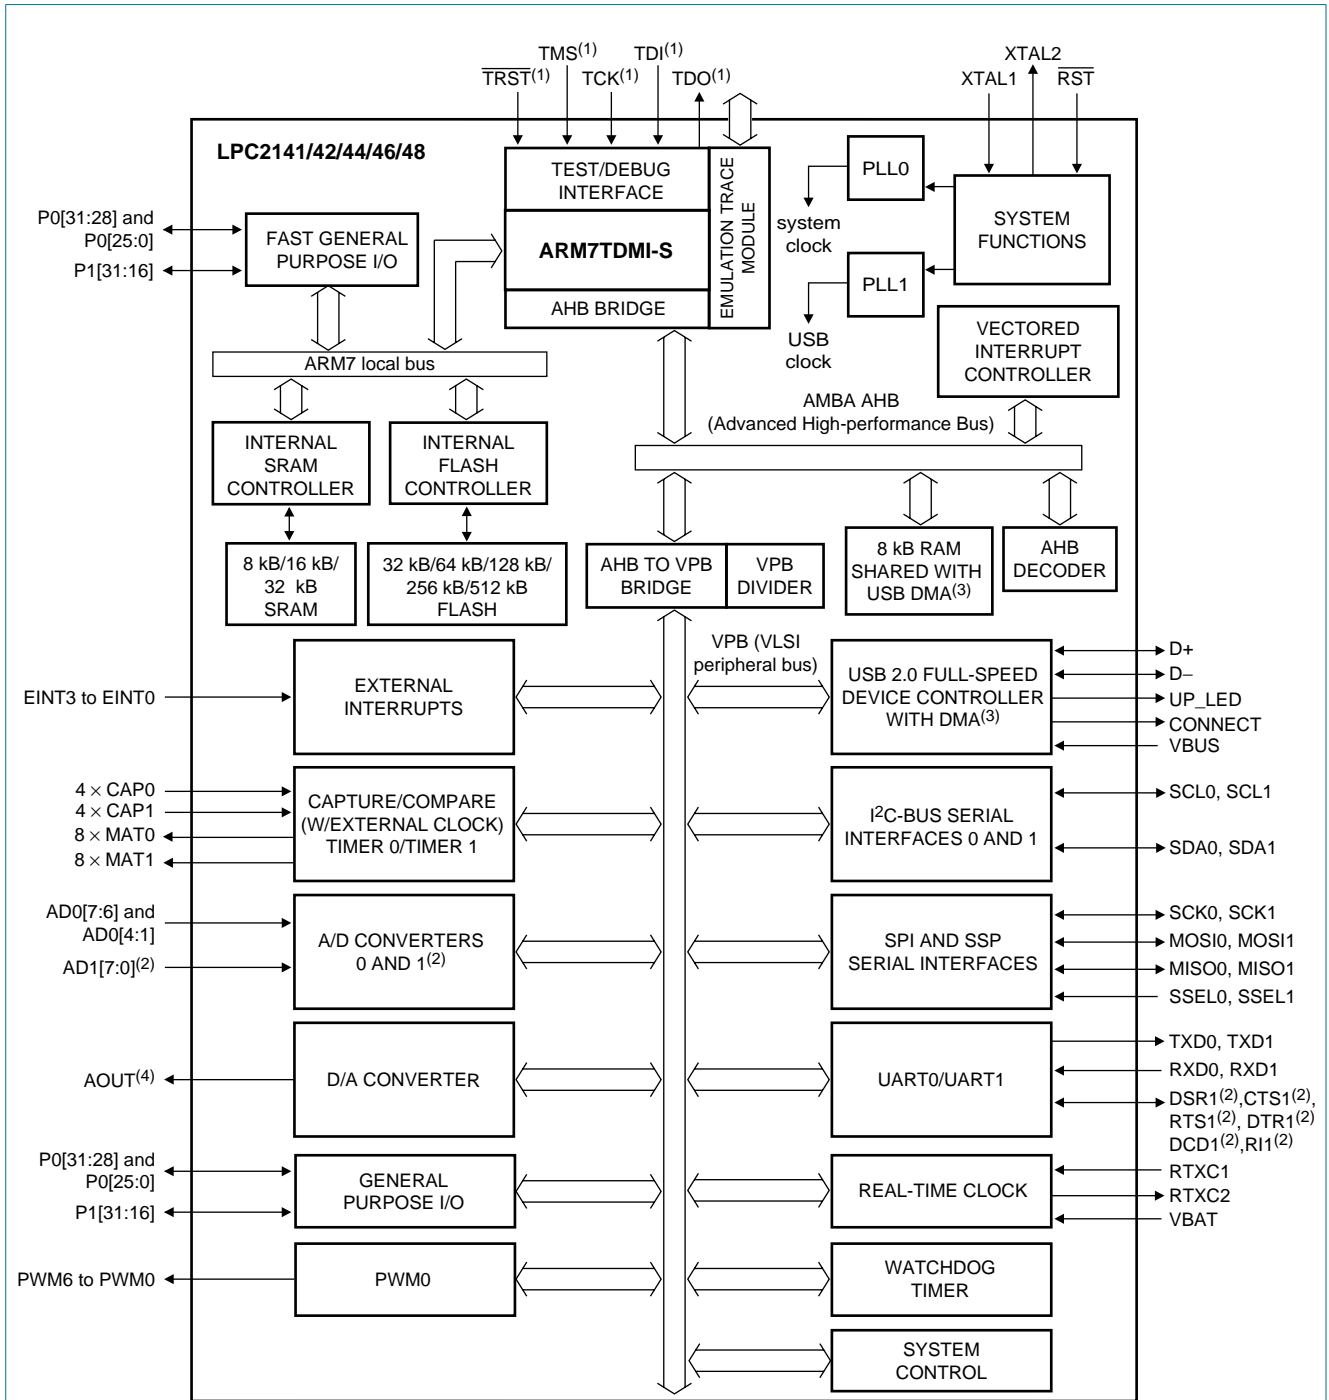 TMS(1)
TDI(1)
XTAL2
TRST(1)
TCK(1)
TDO(1)
XTAL1
RST
LPC2141/42/44/46/48
TEST/DEBUG
INTERFACE
EMULATION TRACE
MODULE
PLL0
system
clock
SYSTEM
FUNCTIONS
P0[31:28] and
P0[25:0]
P1[31:16]
FAST GENERAL
PURPOSE I/O
ARM7TDMI-S
PLL1
USB
clock
AHB BRIDGE
VECTORED
INTERRUPT
CONTROLLER
ARM7 local bus
AMBA AHB
(Advanced High-performance Bus)
INTERNAL
SRAM
CONTROLLER
INTERNAL
FLASH
CONTROLLER
8 kB/16 kB/
32 kB
SRAM
32 kB/64 kB/128 kB/
256 kB/512 kB
FLASH
AHB TO VPB
BRIDGE
VPB
DIVIDER
8 kB RAM
SHARED WITH
USB DMA(3)
AHB
DECODER
VPB (VLSI
peripheral bus)
EINT3 to EINT0
EXTERNAL
INTERRUPTS
USB 2.0 FULL-SPEED
DEVICE CONTROLLER
WITH DMA(3)
D+
D−
UP_LED
CONNECT
VBUS
4 × CAP0
4 × CAP1
8 × MAT0
8 × MAT1
CAPTURE/COMPARE
(W/EXTERNAL CLOCK)
TIMER 0/TIMER 1
I2C-BUS SERIAL
INTERFACES 0 AND 1
SCL0, SCL1
SDA0, SDA1
AD0[7:6] and
AD0[4:1]
AD1[7:0](2)
A/D CONVERTERS
0 AND 1(2)
SPI AND SSP
SERIAL INTERFACES
SCK0, SCK1
MOSI0, MOSI1
MISO0, MISO1
SSEL0, SSEL1
AOUT(4)
D/A CONVERTER
UART0/UART1
TXD0, TXD1
RXD0, RXD1
DSR1(2),CTS1(2),
RTS1(2), DTR1(2)
DCD1(2),RI1(2)
P0[31:28] and
P0[25:0]
P1[31:16]
GENERAL
PURPOSE I/O
REAL-TIME CLOCK
RTXC1
RTXC2
VBAT
PWM6 to PWM0
PWM0
WATCHDOG
TIMER
SYSTEM
CONTROL